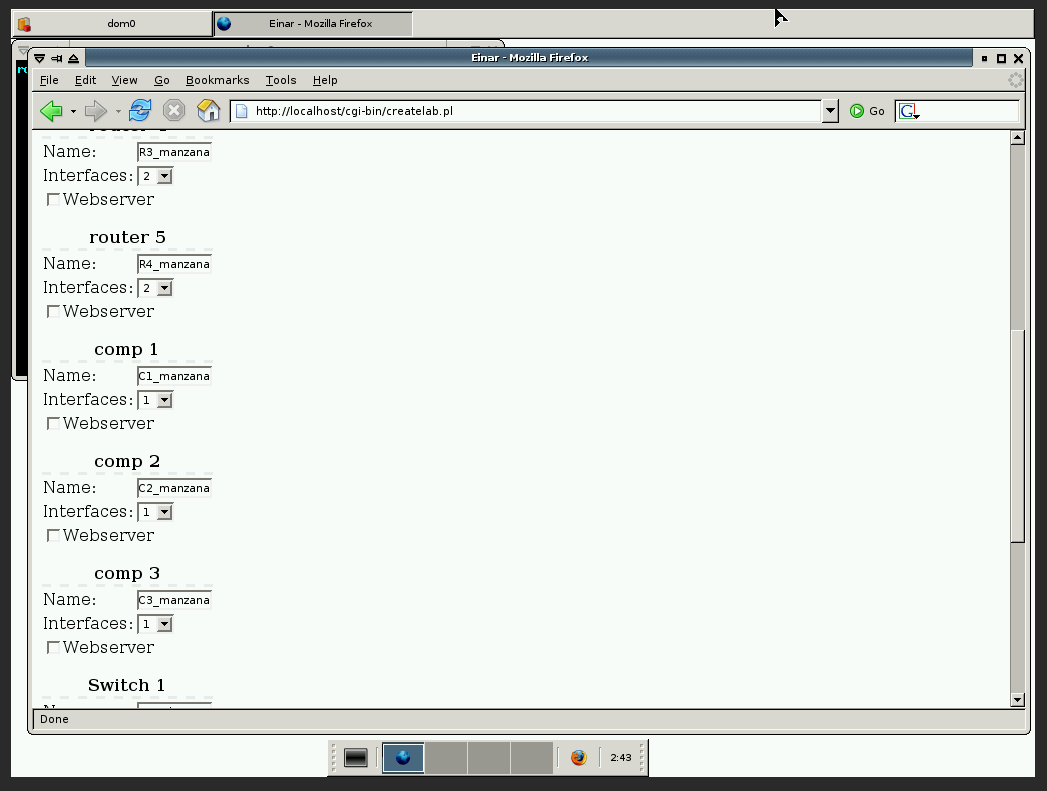 dom0
Einar - Mozilla Firefox
Einar - Mozilla Firefox
File Edit View Go Bookmarks Tools Help
http://localhost/cgi-bin/createlab.pl Go
Name: R3_manzana
Interfaces: 2
Webserver
router 5
Name: R4_manzana
Interfaces: 2
Webserver
comp 1
Name: C1_manzana
Interfaces: 1
Webserver
comp 2
Name: C2_manzana
Interfaces: 1
Webserver
comp 3
Name: C3_manzana
Interfaces: 1
Webserver
Switch 1
Done
2:43